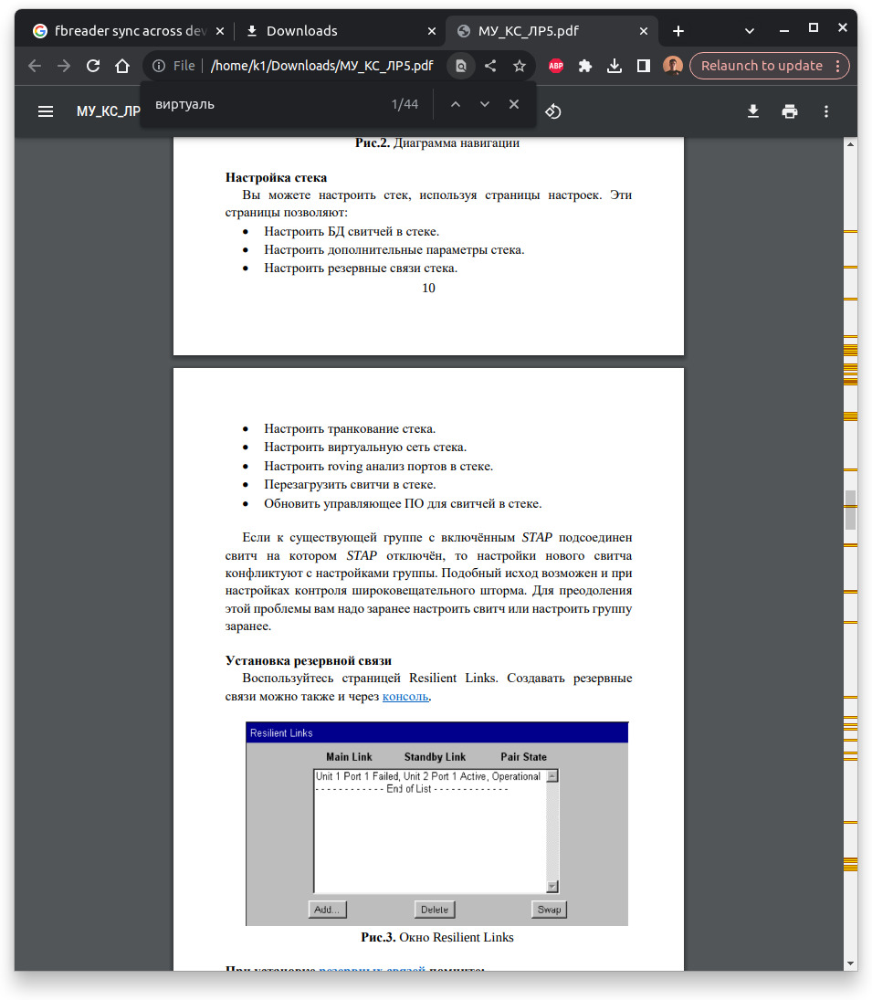 fbreader sync across dev
Downloads
МУ_КС_ЛР5.pdf
File
/home/k1/Downloads/МУ_КС_ЛР5.pdf
ABP
Relaunch to update
МУ_КС_ЛР
виртуаль
1/44
Рис.2. Диаграмма навигации
Настройка стека
Вы можете настроить стек, используя страницы настроек. Эти
страницы позволяют:
• Настроить БД свитчей в стеке.
• Настроить дополнительные параметры стека.
• Настроить резервные связи стека.
10
• Настроить транкование стека.
• Настроить виртуальную сеть стека.
• Настроить roving анализ портов в стеке.
• Перезагрузить свитчи в стеке.
• Обновить управляющее ПО для свитчей в стеке.
Если к существующей группе с включённым STAP подсоединен
свитч на котором STAP отключён, то настройки нового свитча
конфликтуют с настройками группы. Подобный исход возможен и при
настройках контроля широковещательного шторма. Для преодоления
этой проблемы вам надо заранее настроить свитч или настроить группу
заранее.
Установка резервной связи
Воспользуйтесь страницей Resilient Links. Создавать резервные
связи можно также и через консоль.
Resilient Links
Main Link Standby Link Pair State
Unit 1 Port 1 Failed, Unit 2 Port 1 Active, Operational
- - - - - - - - - - - - End of List - - - - - - - - - - - - -
Add... Delete Swap
Рис.3. Окно Resilient Links
При установке резервных связей помните: